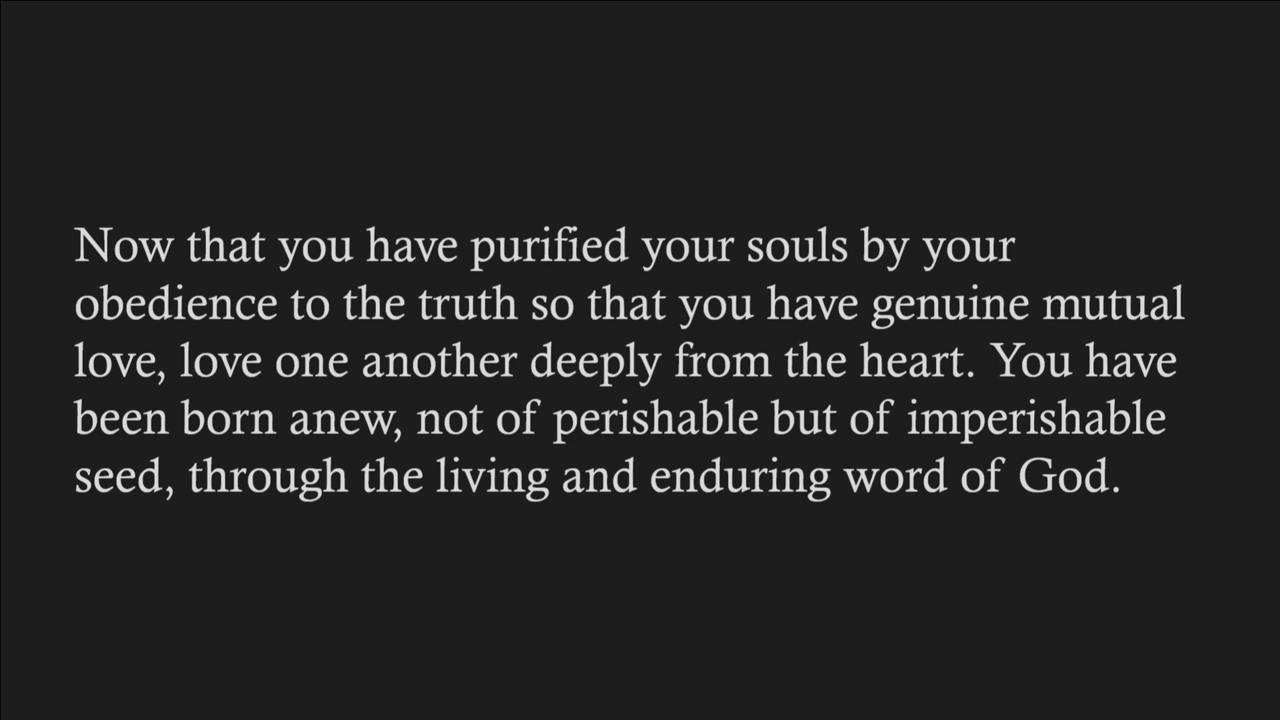 Now that you have purified your souls by your
obedience to the truth so that you have genuine mutual
love, love one another deeply from the heart. You have
been born anew, not of perishable but of imperishable
seed, through the living and enduring word of God.